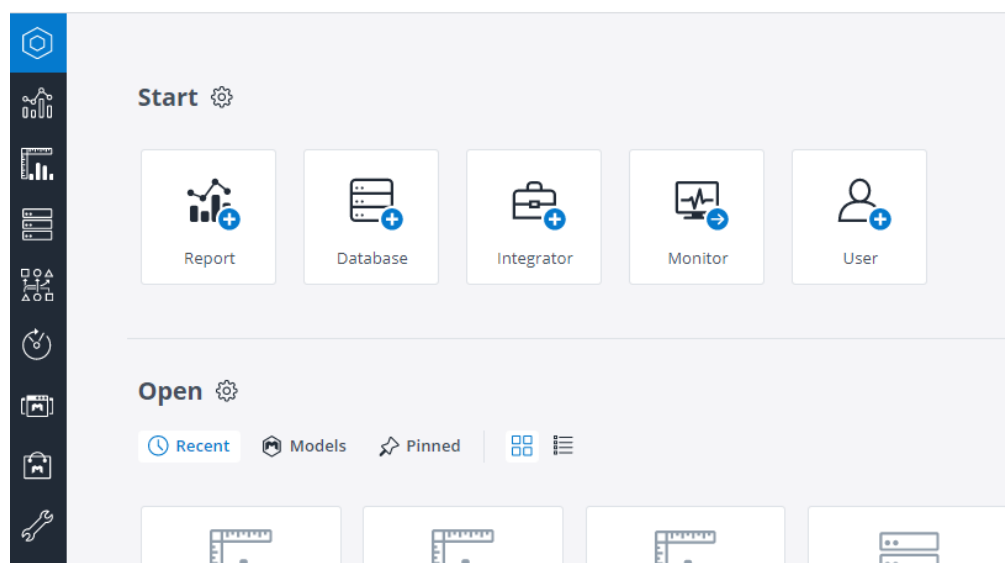 Start
Report
Database
Integrator
Monitor
User
Open
Recent
Models
Pinned